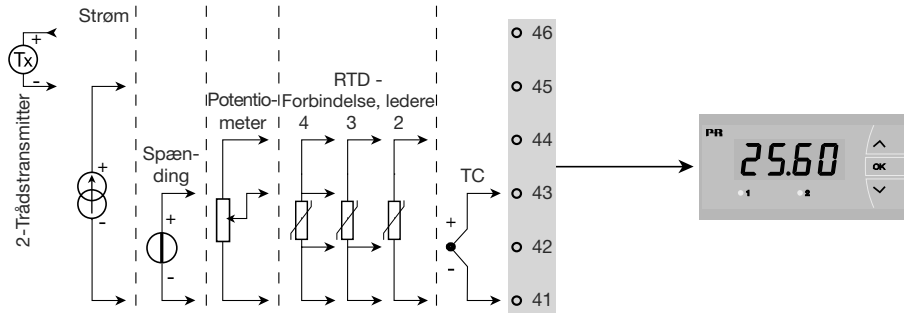 Strøm
+
Tx
-
2-Trådstransmitter
+
-
Spæn-
ding
+
-
Potentio-
meter
RTD -
Forbindelse, ledere
4 3 2
TC
+
-
46
45
44
43
42
41
PR
25.60
1 2
OK